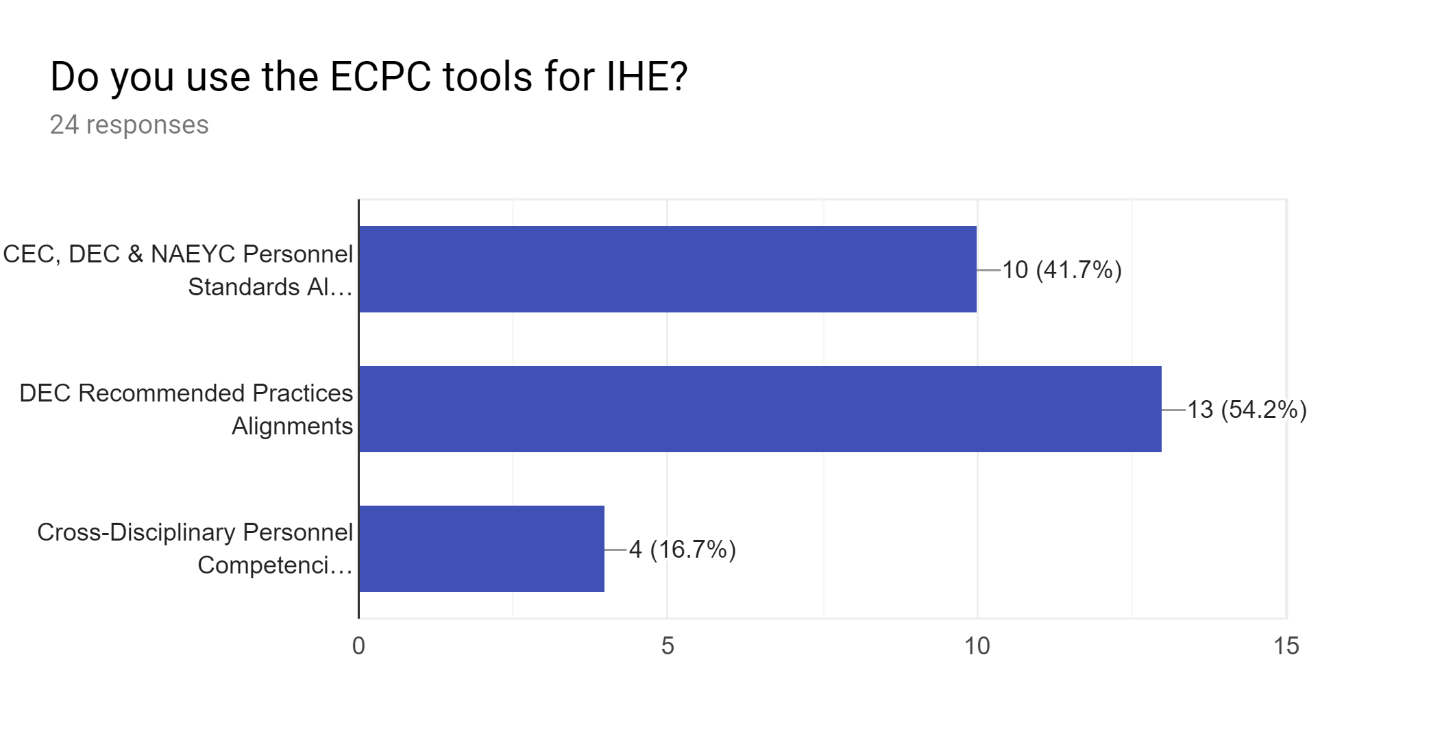 Do you use the ECPC tools for IHE?
24 responses
CEC, DEC & NAEYC Personnel
Standards Al…
10 (41.7%)
DEC Recommended Practices
Alignments
13 (54.2%)
Cross-Disciplinary Personnel
Competenci…
4 (16.7%)
0 5 10 15